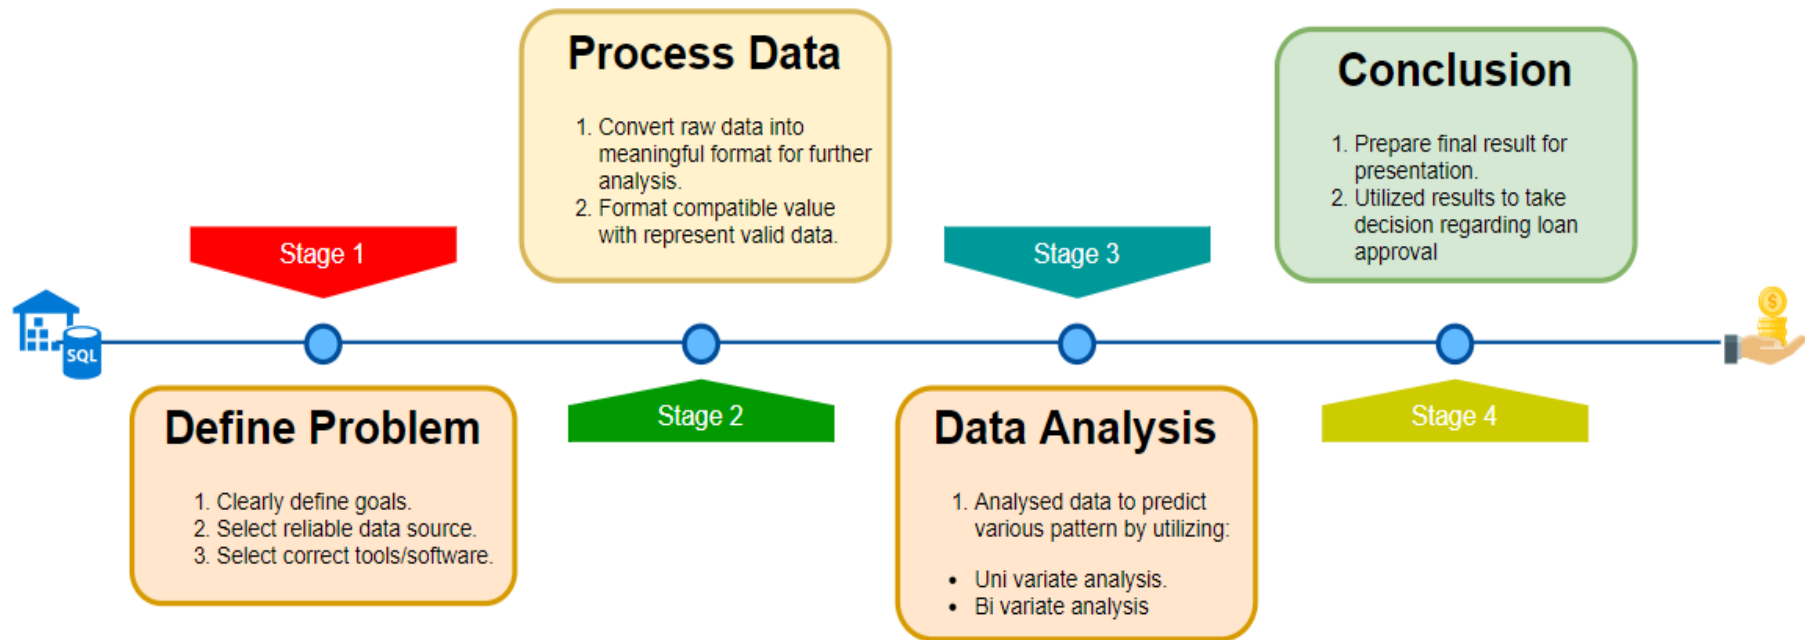 Stage 1
Define Problem
1. Clearly define goals.
2. Select reliable data source.
3. Select correct tools/software.
Process Data
1. Convert raw data into
meaningful format for further
analysis.
2. Format compatible value
with represent valid data.
Stage 2
Stage 3
Data Analysis
1. Analysed data to predict
various pattern by utilizing:
• Uni variate analysis.
• Bi variate analysis
Conclusion
1. Prepare final result for
presentation.
2. Utilized results to take
decision regarding loan
approval
Stage 4
SQL
$